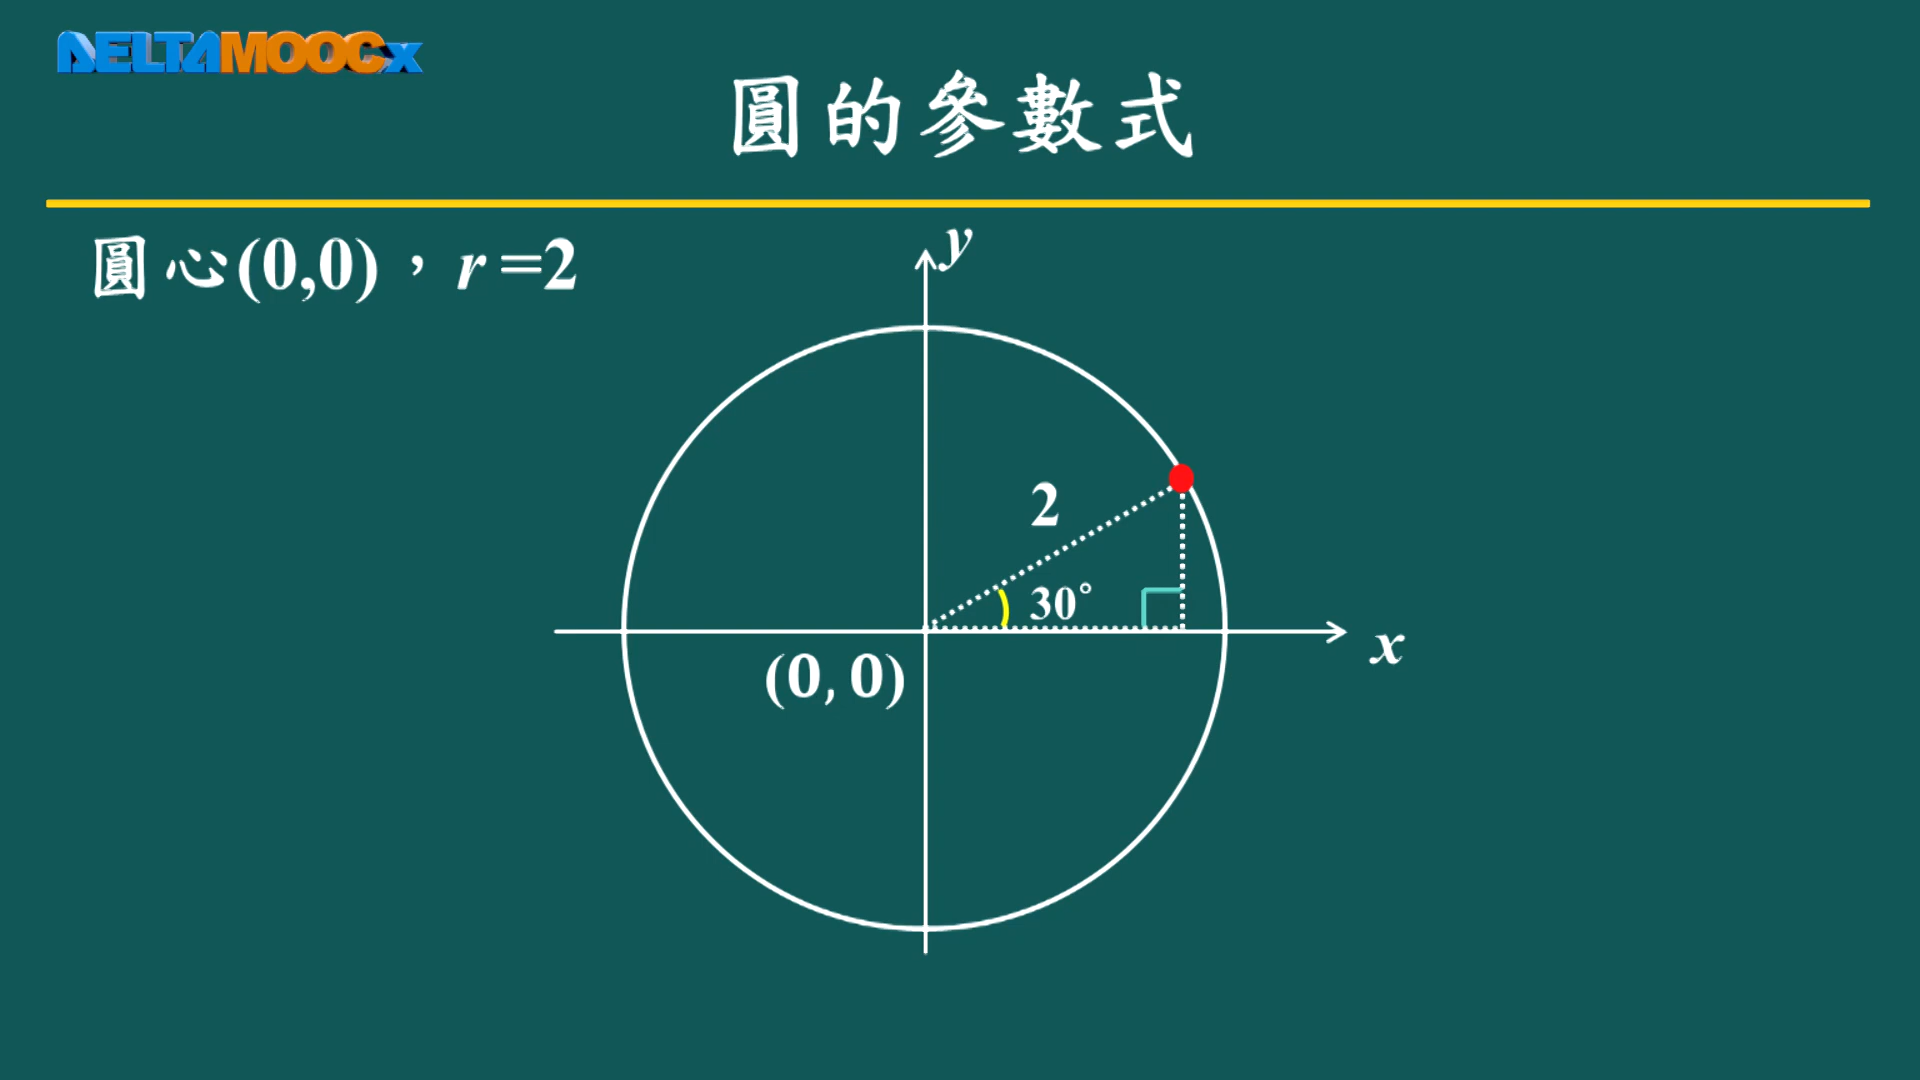 DELTAMOOCx
圓的參數式
圓心(0,0)，r =2
y
2
30°
x
(0, 0)